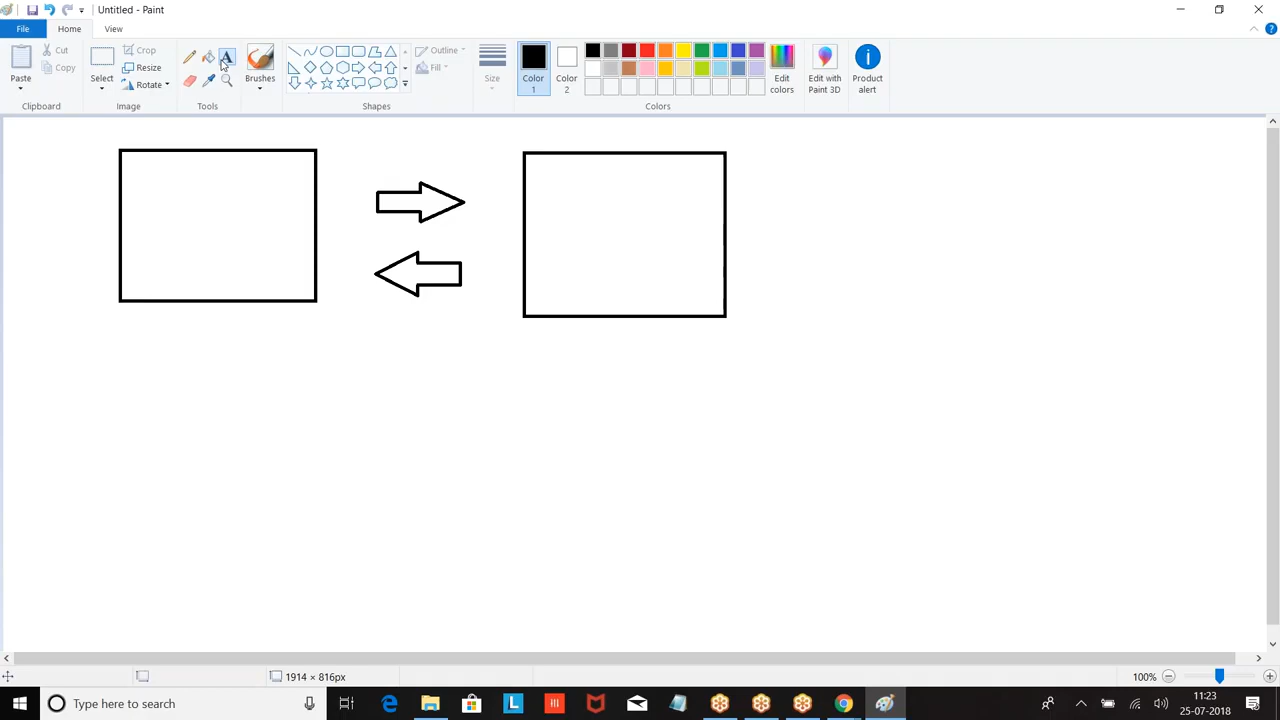 Untitled - Paint
File Home View
Paste
Cut
Copy
Clipboard
Select
Crop
Resize
Rotate
Image
A
Tools
Brushes
Shapes
Outline
Fill
Size
Color 1
Color 2
Colors
Edit colors
Edit with Paint 3D
Product alert
1914 × 816px
100%
Type here to search
11:23
25-07-2018